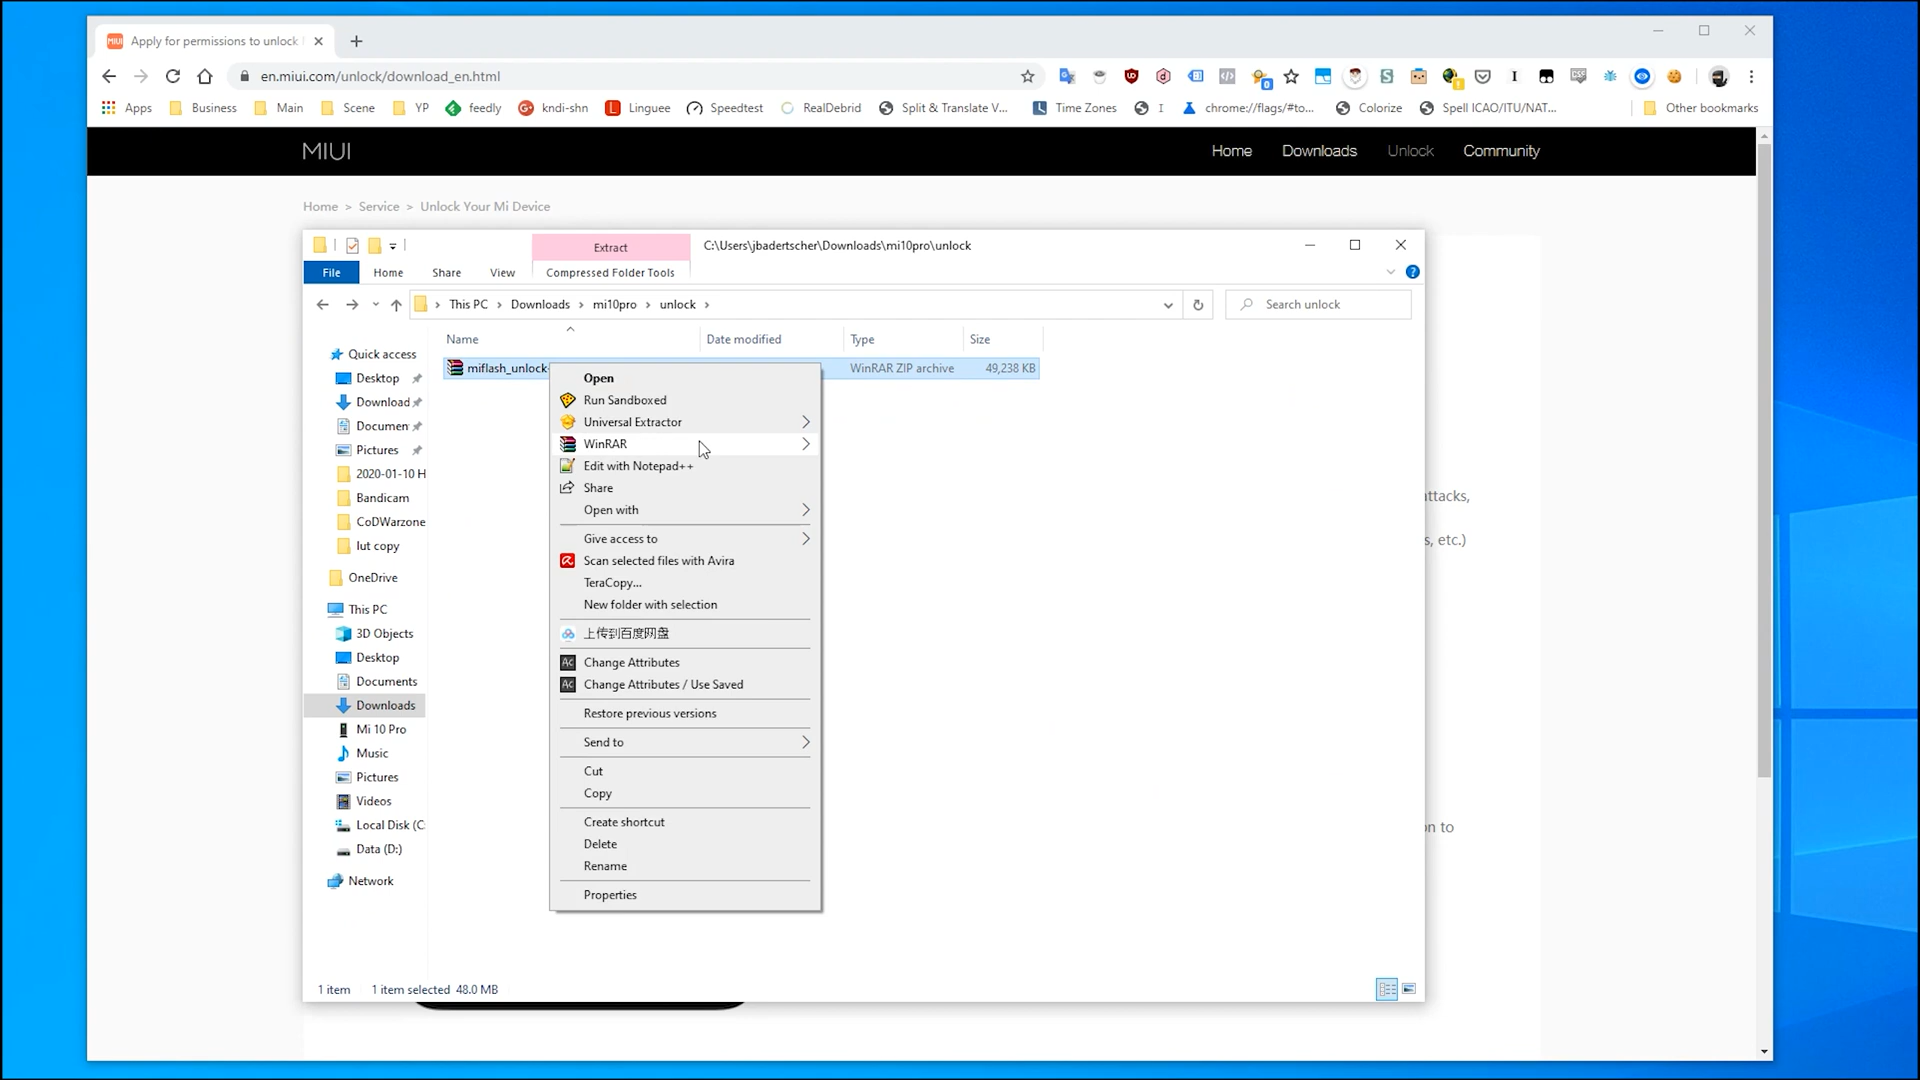 Apply for permissions to unlock
en.miui.com/unlock/download_en.html
Apps
Business
Main
Scene
YP
feedly
kndi-shn
Linguee
Speedtest
RealDebrid
Split & Translate V...
Time Zones
I
chrome://flags/#to...
Colorize
Spell ICAO/ITU/NAT...
Other bookmarks
MIUI
Home
Downloads
Unlock
Community
Home > Service > Unlock Your Mi Device
Extract
C:\Users\jbadertscher\Downloads\mi10pro\unlock
File
Home
Share
View
Compressed Folder Tools
This PC > Downloads > mi10pro > unlock >
Search unlock
Name
Date modified
Type
Size
miflash_unlock-
WinRAR ZIP archive
49,238 KB
Quick access
Desktop
Download
Documen
Pictures
2020-01-10 H
Bandicam
CoDWarzone
lut copy
OneDrive
This PC
3D Objects
Desktop
Documents
Downloads
Mi 10 Pro
Music
Pictures
Videos
Local Disk (C:
Data (D:)
Network
Open
Run Sandboxed
Universal Extractor
WinRAR
Edit with Notepad++
Share
Open with
Give access to
Scan selected files with Avira
TeraCopy...
New folder with selection
上传到百度网盘
Change Attributes
Change Attributes / Use Saved
Restore previous versions
Send to
Cut
Copy
Create shortcut
Delete
Rename
Properties
ttacks,
s, etc.)
on to
1 item
1 item selected 48.0 MB